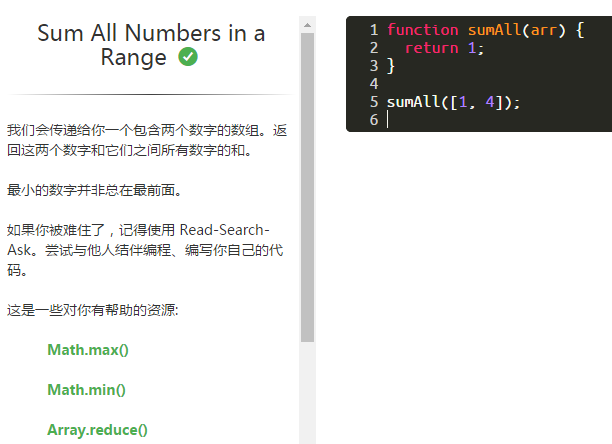 Sum All Numbers in a
Range
我们会传递给你一个包含两个数字的数组。返
回这两个数字和它们之间所有数字的和。
最小的数字并非总在最前面。
如果你被难住了，记得使用 Read-Search-
Ask。尝试与他人结伴编程、编写你自己的代
码。
这是一些对你有帮助的资源:
Math.max()
Math.min()
Array.reduce()
1 function sumAll(arr) {
2   return 1;
3 }
4
5 sumAll([1, 4]);
6